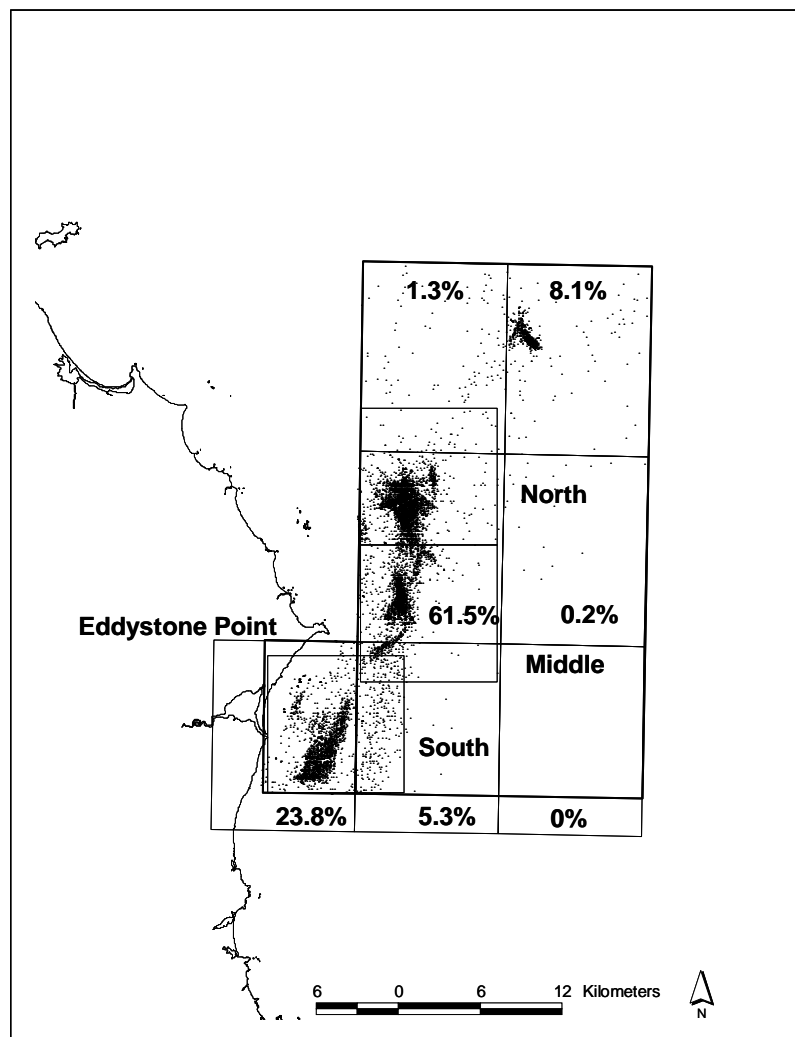 1.3% 8.1%
North
61.5% 0.2%
Eddystone Point
Middle
South
23.8% 5.3% 0%
6 0 6 12 Kilometers
N